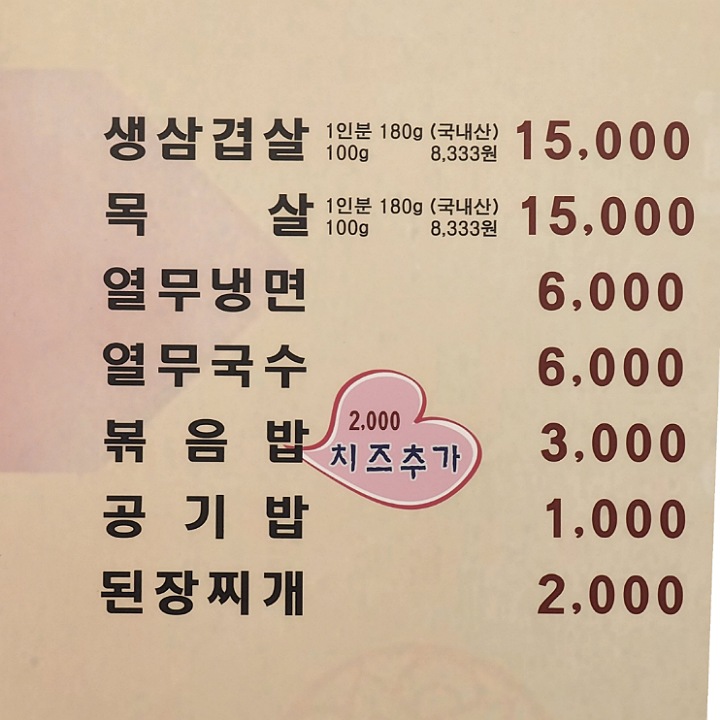 생삼겹살 1인분 180g (국내산) 15,000
100g 8,333원
목 살 1인분 180g (국내산) 15,000
100g 8,333원
열무냉면 6,000
열무국수 6,000
볶음밥 3,000
2,000
치즈추가
공기밥 1,000
된장찌개 2,000